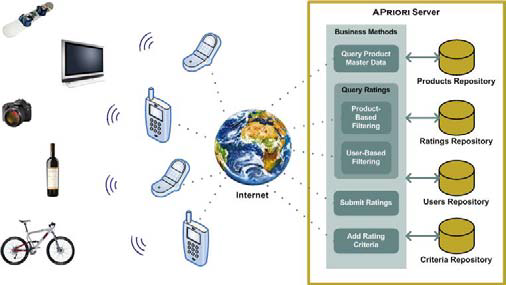 APRIORI Server
Business Methods
Query Product
Master Data
Products Repository
Query Ratings
Product-
Based
Filtering
Ratings Repository
User-Based
Filtering
Internet
Submit Ratings
Users Repository
Add Rating
Criteria
Criteria Repository